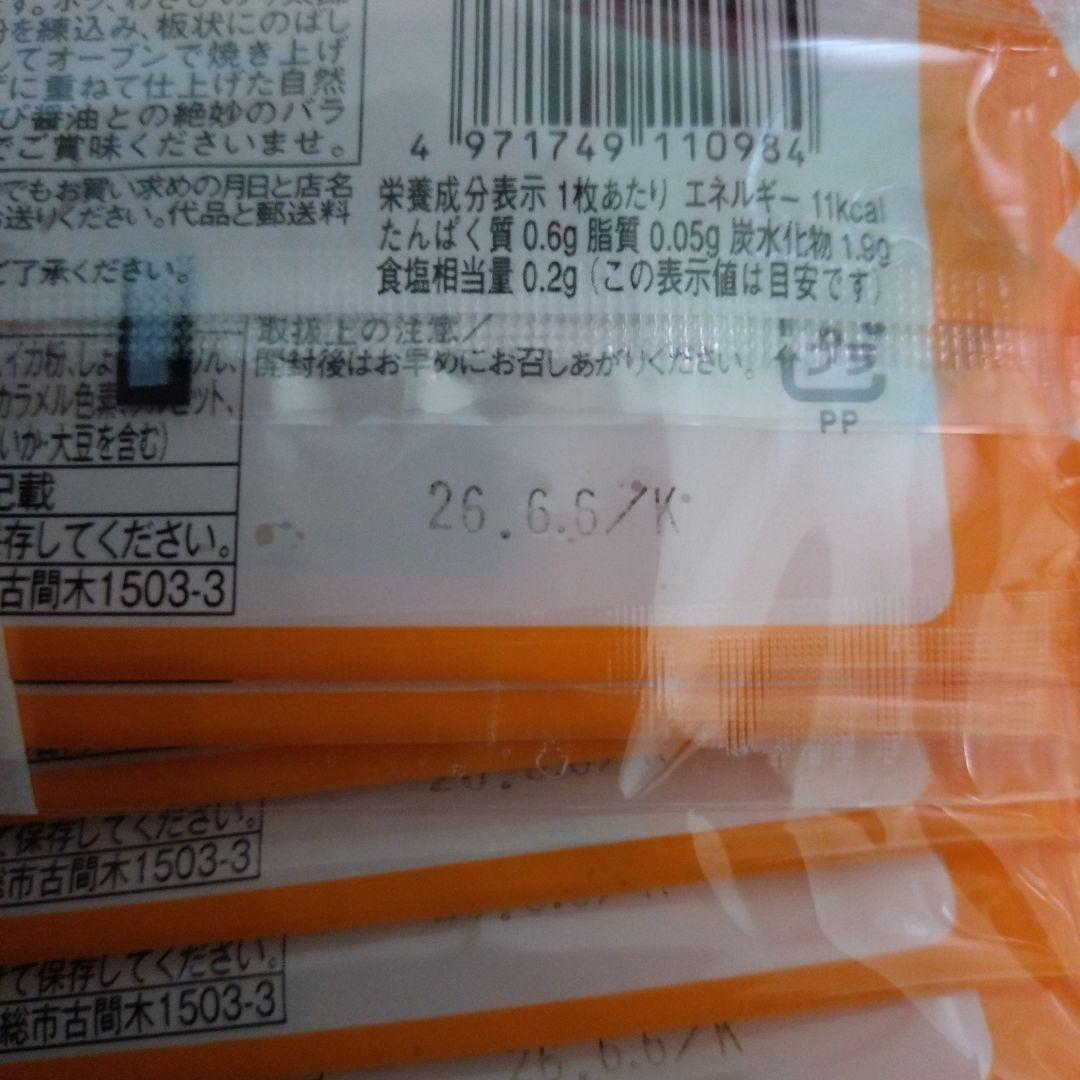 を練込み、板状にのばし
してオーブンで焼き上げ
ずに重ねて仕上げた自然
び醤油との絶妙のバラ
でご賞味くださいませ。
でもお買い求めの月日と店名
お送りください。代品と郵送料
ご了承ください。
4 971749 110984
栄養成分表示 1枚あたり エネルギー 11kcal
たんぱく質 0.6g 脂質 0.05g 炭水化物 1.9g
食塩相当量 0.2g (この表示値は目安です)
取扱上の注意/
開封後はお早めにお召しあがりください。
プラ
PP
イカ粉、しょ
カラメル色素、
いか・大豆を含む)
記載
保存してください。
古間木1503-3
26.6.6/K
て保存してください。
総市古間木1503-3
けて保存してください。
総市古間木1503-3
26.6.6/K